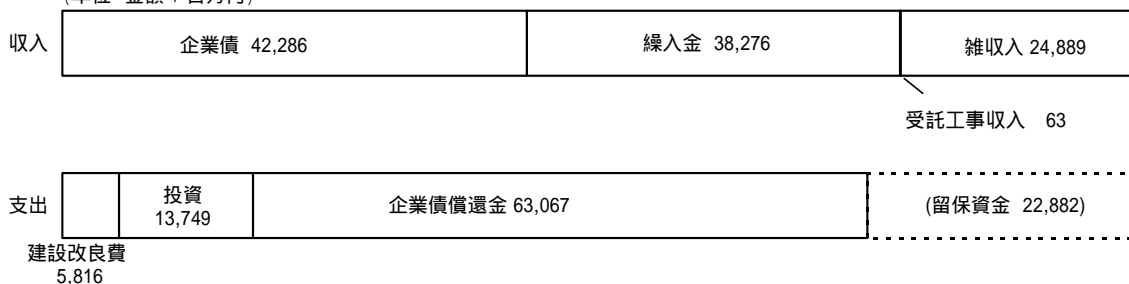 収入
企業債 42,286
繰入金 38,276
雑収入 24,889
受託工事収入 63
支出
投資
13,749
企業債償還金 63,067
(留保資金 22,882)
建設改良費
5,816